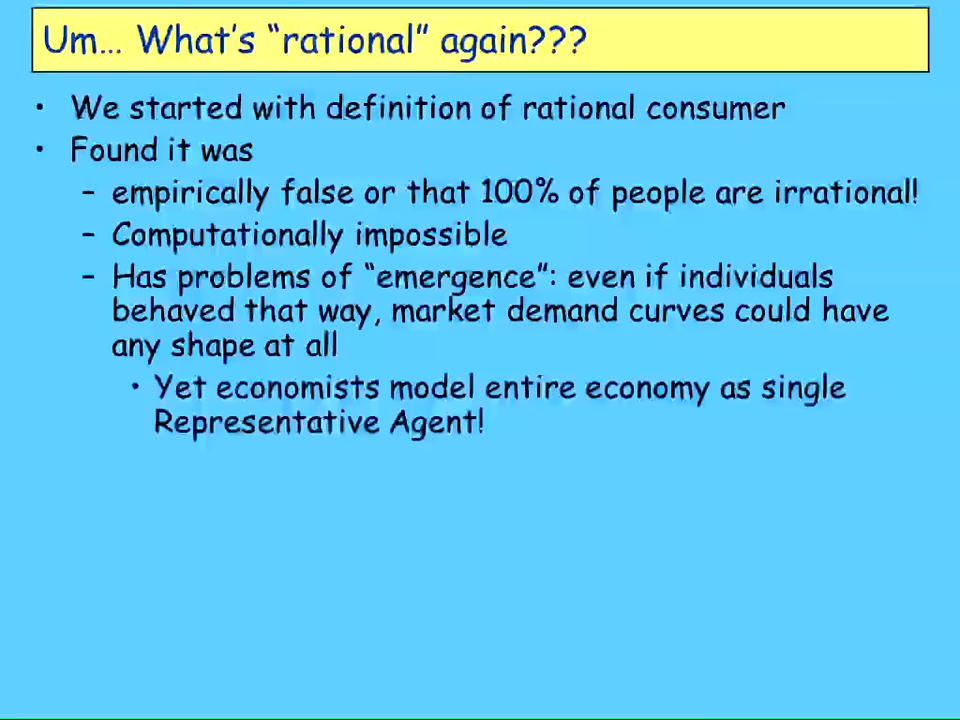 Um... What's “rational” again???
• We started with definition of rational consumer
• Found it was
– empirically false or that 100% of people are irrational!
– Computationally impossible
– Has problems of “emergence”: even if individuals
behaved that way, market demand curves could have
any shape at all
• Yet economists model entire economy as single
Representative Agent!